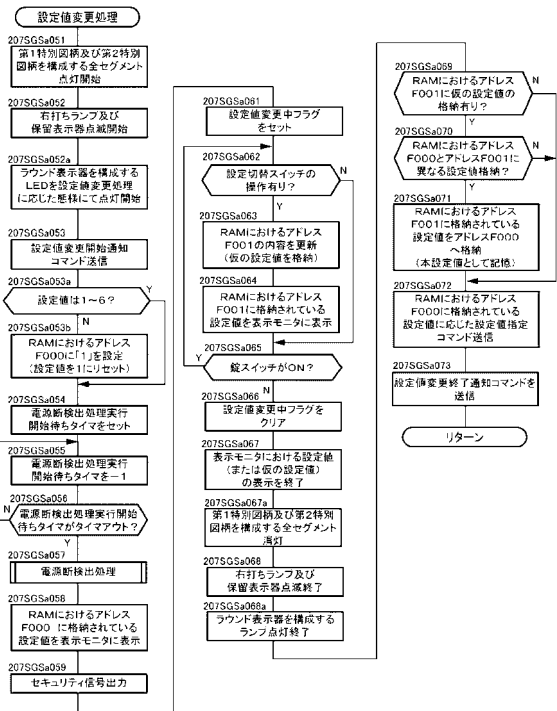 設定値変更処理
207SGSa051
第1特別図柄及び第2特別
図柄を構成する全セグメント
点灯開始
207SGSa052
右打ちランプ及び
保留表示器点滅開始
207SGSa052a
ラウンド表示器を構成する
LEDを設定値変更処理
に応じた態様にて点灯開始
207SGSa053
設定値変更開始通知
コマンド送信
207SGSa053a
設定値は1~6?
Y
N
207SGSa053b
RAMにおけるアドレス
F000に「1」を設定
(設定値を1にリセット)
207SGSa054
電源断検出処理実行
開始待ちタイマをセット
207SGSa055
電源断検出処理実行
開始待ちタイマを-1
207SGSa056
N
電源断検出処理実行開始
待ちタイマがタイマアウト?
Y
207SGSa057
電源断検出処理
207SGSa058
RAMにおけるアドレス
F000 に格納されている
設定値を表示モニタに表示
207SGSa059
セキュリティ信号出力
207SGSa061
設定値変更中フラグ
をセット
207SGSa062
設定切替スイッチの
操作有り?
N
Y
207SGSa063
RAMにおけるアドレス
F001の内容を更新
(仮の設定値を格納)
207SGSa064
RAMにおけるアドレス
F001に格納されている
設定値を表示モニタに表示
207SGSa065
Y
錠スイッチがON?
N
207SGSa066
設定値変更中フラグを
クリア
207SGSa067
表示モニタにおける設定値
(または仮の設定値)
の表示を終了
207SGSa067a
第1特別図柄及び第2特別
図柄を構成する全セグメント
消灯
207SGSa068
右打ちランプ及び
保留表示器点滅終了
207SGSa068a
ラウンド表示器を構成する
ランプ点灯終了
207SGSa069
RAMにおけるアドレス
F001に仮の設定値の
格納有り?
N
Y
207SGSa070
RAMにおけるアドレス
F000とアドレスF001に
異なる設定値格納?
N
Y
207SGSa071
RAMにおけるアドレス
F001に格納されている
設定値をアドレスF000
へ格納
(本設定値として記憶)
207SGSa072
RAMにおけるアドレス
F000に格納されている
設定値に応じた設定値指定
コマンド送信
207SGSa073
設定値変更終了通知コマンドを
送信
リターン